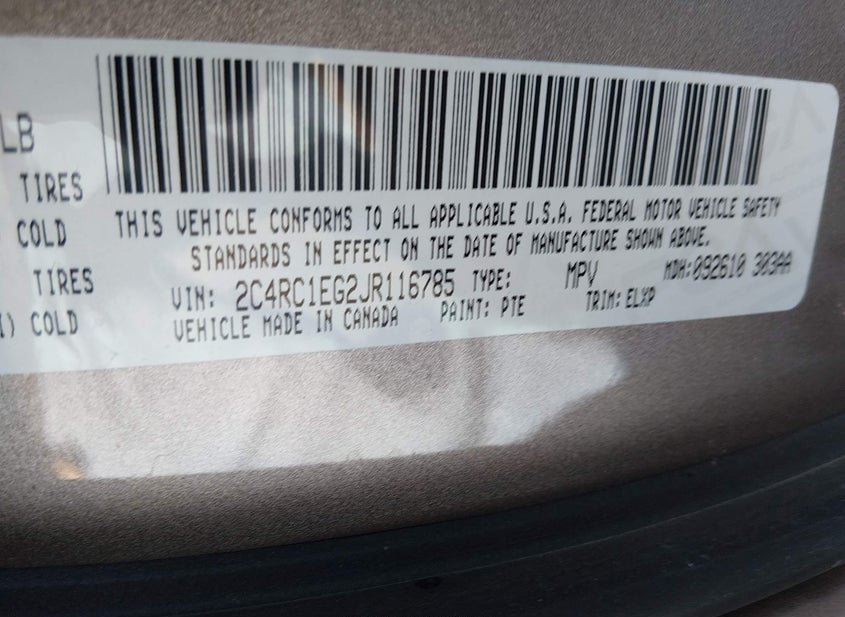 LB
TIRES
COLD
TIRES
) COLD
THIS VEHICLE CONFORMS TO ALL APPLICABLE U.S.A. FEDERAL MOTOR VEHICLE SAFETY
STANDARDS IN EFFECT ON THE DATE OF MANUFACTURE SHOWN ABOVE.
VIN: 2C4RC1EG2JR116785 TYPE: MPV MDH:092610 303AA
VEHICLE MADE IN CANADA PAINT: PTE TRIM: ELXP